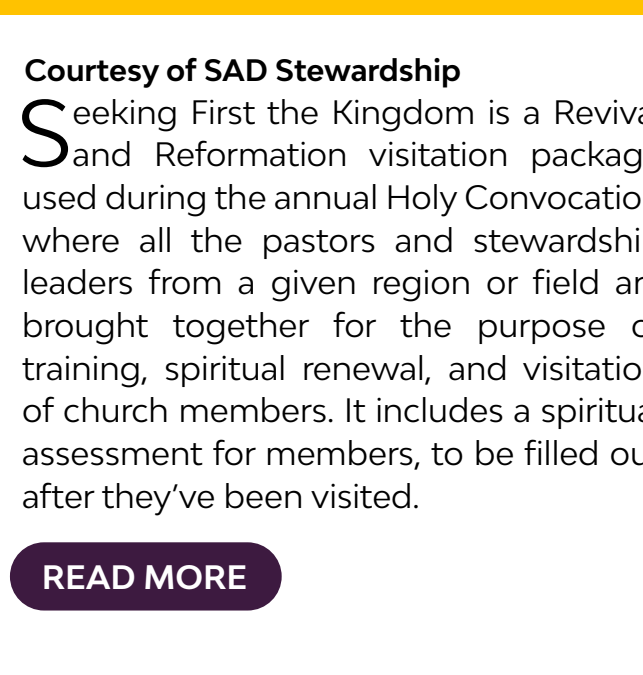 Courtesy of SAD Stewardship
Seeking First the Kingdom is a Reviva
and Reformation visitation packag
used during the annual Holy Convocatio
where all the pastors and stewardshi
leaders from a given region or field ar
brought together for the purpose o
training, spiritual renewal, and visitatio
of church members. It includes a spiritua
assessment for members, to be filled ou
after they’ve been visited.
READ MORE